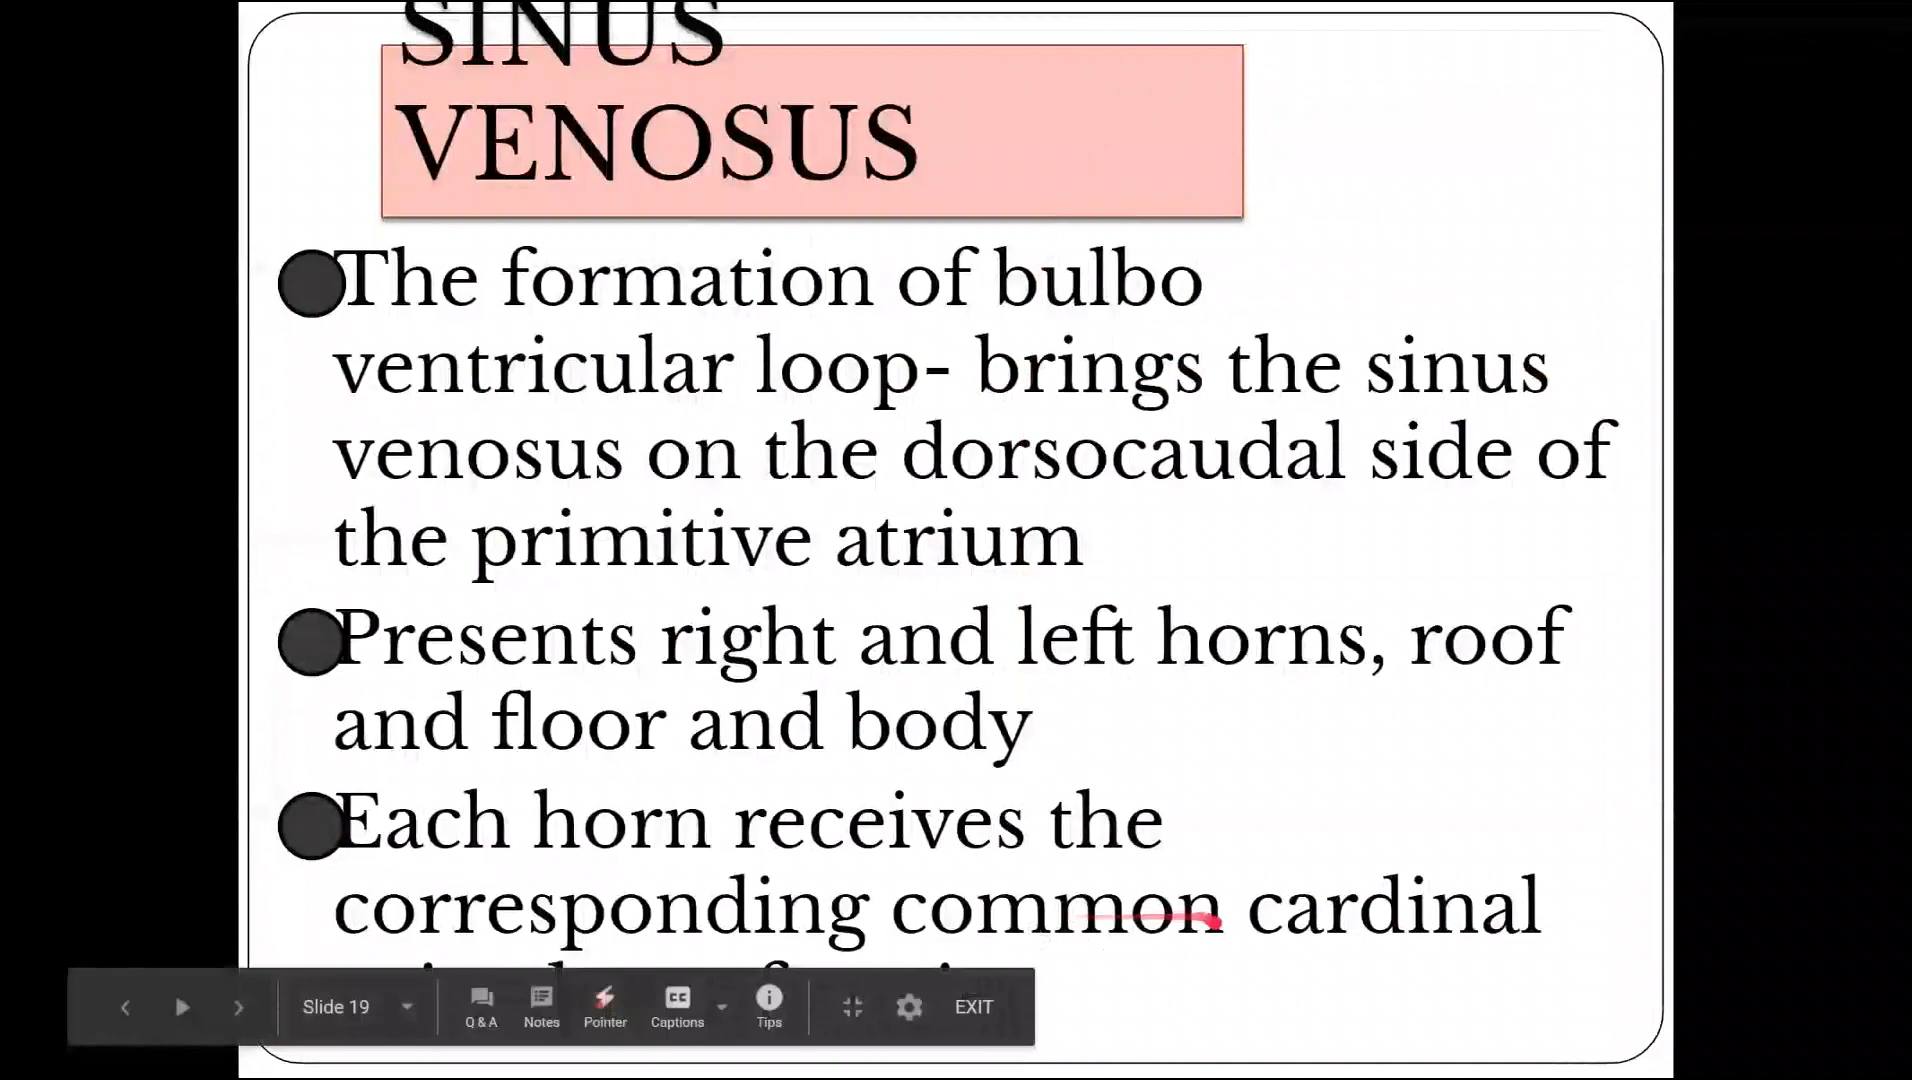 SINUS
VENOSUS
The formation of bulbo
ventricular loop- brings the sinus
venosus on the dorsocaudal side of
the primitive atrium
Presents right and left horns, roof
and floor and body
Each horn receives the
corresponding common cardinal
Slide 19 Q & A Notes Pointer Captions Tips EXIT